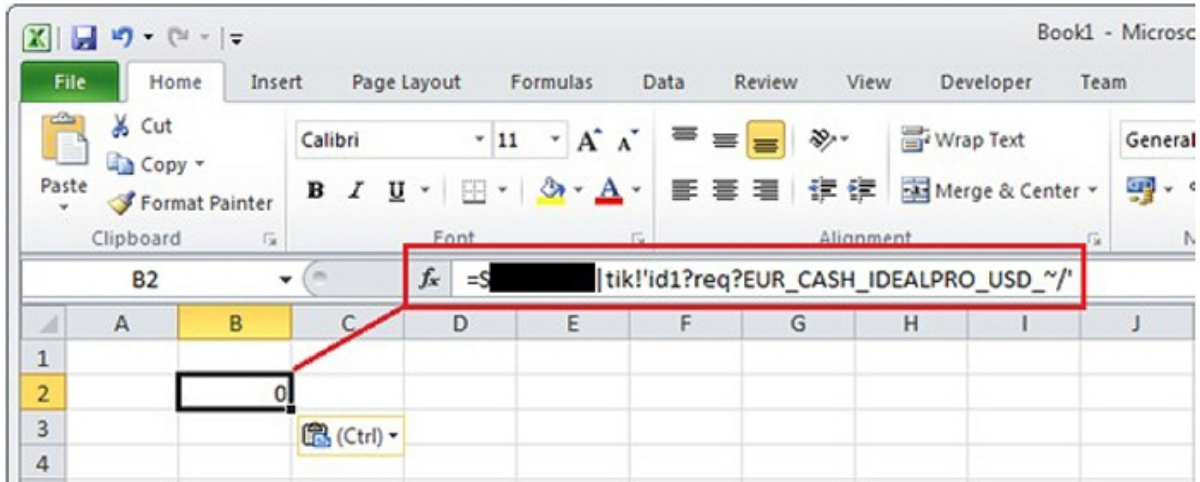 Book1 - Microsc
File Home Insert Page Layout Formulas Data Review View Developer Team
Cut
Copy
Paste
Format Painter
Clipboard
Calibri 11
B I U
Font
Wrap Text
Merge & Center
Alignment
General
B2 fx =S |tik!'id1?req?EUR_CASH_IDEALPRO_USD_~/'
A B C D E F G H I J
1
2 0
3 (Ctrl)
4